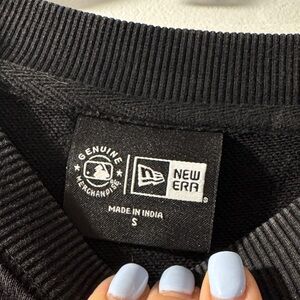 GENUINE
MERCHANDISE
NEW
ERA
MADE IN INDIA
S